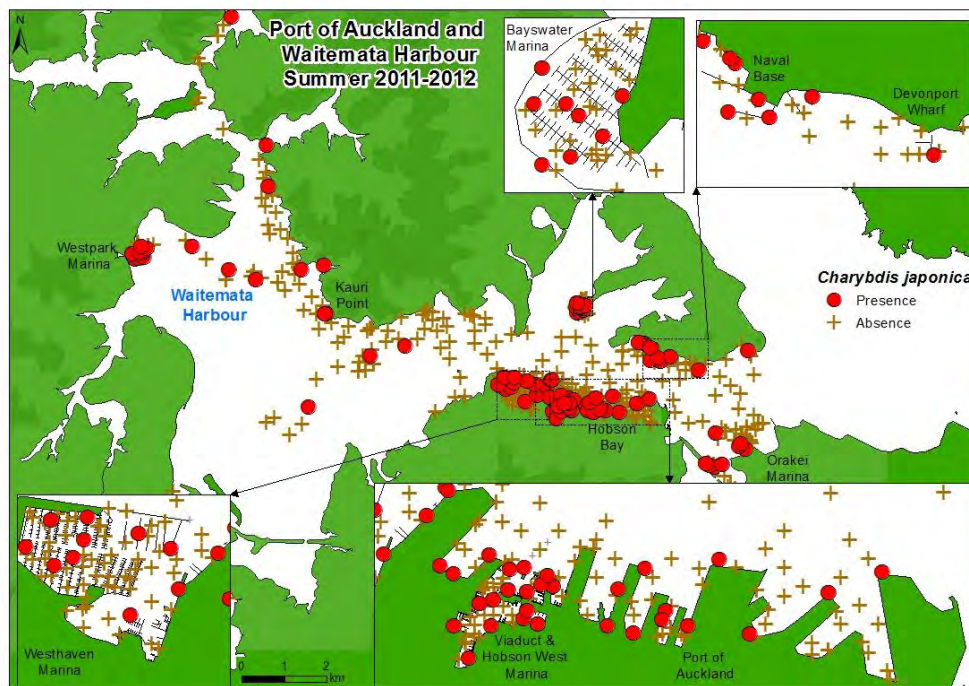 N
Port of Auckland and
Waitemata Harbour
Summer 2011-2012
Bayswater
Marina
Naval
Base
Devonport
Wharf
Westpark
Marina
Waitemata
Harbour
Kauri
Point
Charybdis japonica
Presence
Absence
Hobson
Bay
Orakei
Marina
Westhaven
Marina
0 1 2
km
Viaduct &
Hobson West
Marina
Port of
Auckland